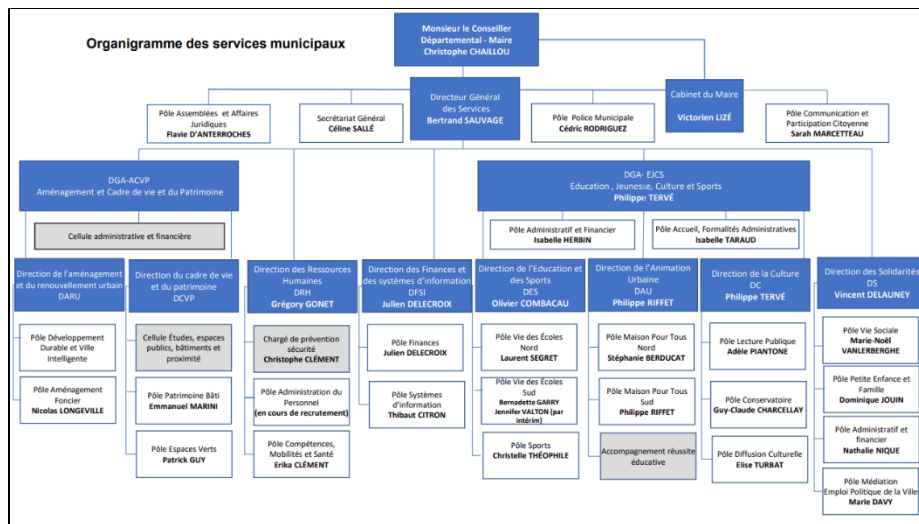 Organigramme des services municipaux
Monsieur le Conseiller
Départemental - Maire
Christophe CHAILLOU
Directeur Général
des Services
Bertrand SAUVAGE
Cabinet du Maire
Victorien LIZÉ
Pôle Assemblées et Affaires
Juridiques
Flavie D'ANTERROCHES
Secrétariat Général
Céline SALLÉ
Pôle Police Municipale
Cédric RODRIGUEZ
Pôle Communication et
Participation Citoyenne
Sarah MARCETTEAU
DGA-ACVP
Aménagement et Cadre de vie et du Patrimoine
DGA- EJCS
Education , Jeunesse, Culture et Sports
Philippe TERVÉ
Cellule administrative et financière
Pôle Administratif et Financier
Isabelle HERBIN
Pôle Accueil, Formalités Administratives
Isabelle TARAUD
Direction de l'aménagement
et du renouvellement urbain
DARU
Direction du cadre de vie
et du patrimoine
DCVP
Direction des Ressources
Humaines
DRH
Grégory GONET
Direction des Finances et
des systèmes d'information
DFSI
Julien DELECROIX
Direction de l'Education et
des Sports
DES
Olivier COMBACAU
Direction de l'Animation
Urbaine
DAU
Philippe RIFFET
Direction de la Culture
DC
Philippe TERVÉ
Direction des Solidarités
DS
Vincent DELAUNEY
Pôle Développement
Durable et Ville
Intelligente
Pôle Aménagement
Foncier
Nicolas LONGEVILLE
Cellule Études, espaces
publics, bâtiments et
proximité
Pôle Patrimoine Bâti
Emmanuel MARINI
Pôle Espaces Verts
Patrick GUY
Chargé de prévention
sécurité
Christophe CLÉMENT
Pôle Administration du
Personnel
(en cours de recrutement)
Pôle Compétences,
Mobilités et Santé
Erika CLÉMENT
Pôle Finances
Julien DELECROIX
Pôle Systèmes
d'information
Thibaut CITRON
Pôle Vie des Écoles
Nord
Laurent SEGRET
Pôle Vie des Écoles
Sud
Bernadette GARRY
Jennifer VALTON (par
intérim)
Pôle Sports
Christelle THÉOPHILE
Pôle Maison Pour Tous
Nord
Stéphanie BERDUCAT
Pôle Maison Pour Tous
Sud
Philippe RIFFET
Accompagnement réussite
éducative
Pôle Lecture Publique
Adèle PIANTONE
Pôle Conservatoire
Guy-Claude CHARCELLAY
Pôle Diffusion Culturelle
Elise TURBAT
Pôle Vie Sociale
Marie-Noël
VANLERBERGHE
Pôle Petite Enfance et
Famille
Dominique JOUIN
Pôle Administratif et
financier
Nathalie NIQUE
Pôle Médiation
Emploi Politique de la Ville
Marie DAVY